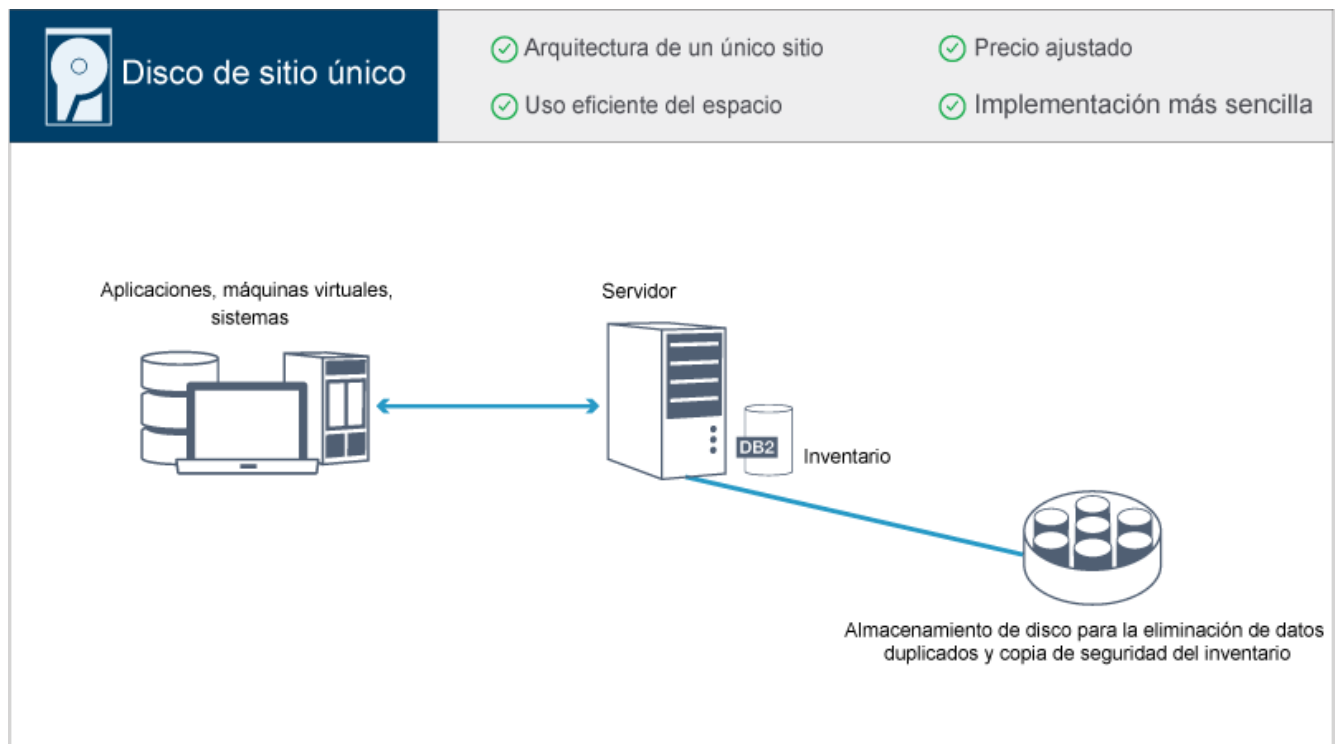 Disco de sitio único
Arquitectura de un único sitio
Precio ajustado
Uso eficiente del espacio
Implementación más sencilla
Aplicaciones, máquinas virtuales,
sistemas
Servidor
DB2
Inventario
Almacenamiento de disco para la eliminación de datos
duplicados y copia de seguridad del inventario